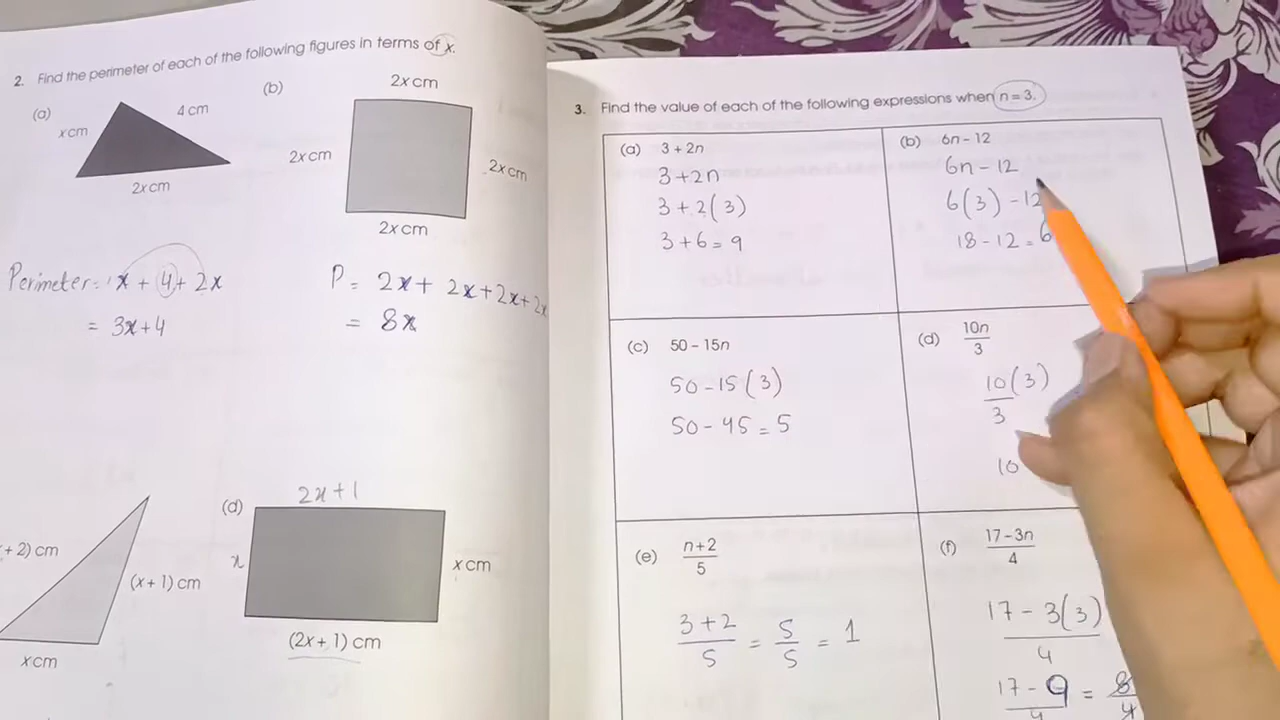 2. Find the perimeter of each of the following figures in terms of x.
(a)
x cm
4 cm
2x cm
(b)
2x cm
2x cm
2x cm
2x cm
Perimeter = x + 4 + 2x
= 3x+4
P = 2x + 2x+2x+2x
= 8x
+ 2) cm
(x + 1) cm
x cm
(d)
2x+1
x
x cm
(2x + 1) cm
3. Find the value of each of the following expressions when n = 3.
(a) 3 + 2n
3+2n
3+2(3)
3+6=9
(b) 6n – 12
6n – 12
6(3) – 12
18 – 12 = 6
(c) 50 – 15n
50 – 15(3)
50 – 45 = 5
(d) 10n
3
10(3)
3
10
(e) n + 2
5
3+2 = 5 = 1
5 5
(f) 17 – 3n
4
17 – 3(3)
4
17 – 9 = 8
4 4